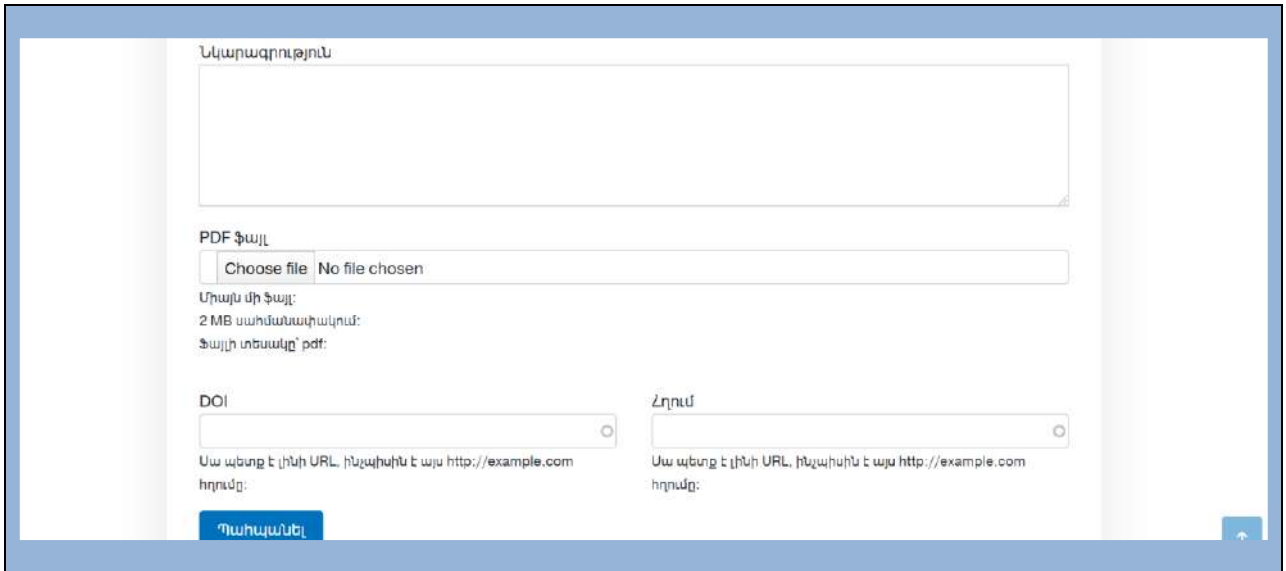 Նկարագրություն
PDF ֆայլ
Choose file No file chosen
Միայն մի ֆայլ:
2 MB սահմանափակում:
Ֆայլի տեսակը՝ pdf:
DOI
Հղում
Սա պետք է լինի URL, ինչպիսին է այս http://example.com
հղումը:
Սա պետք է լինի URL, ինչպիսին է այս http://example.com
հղումը:
Պահպանել